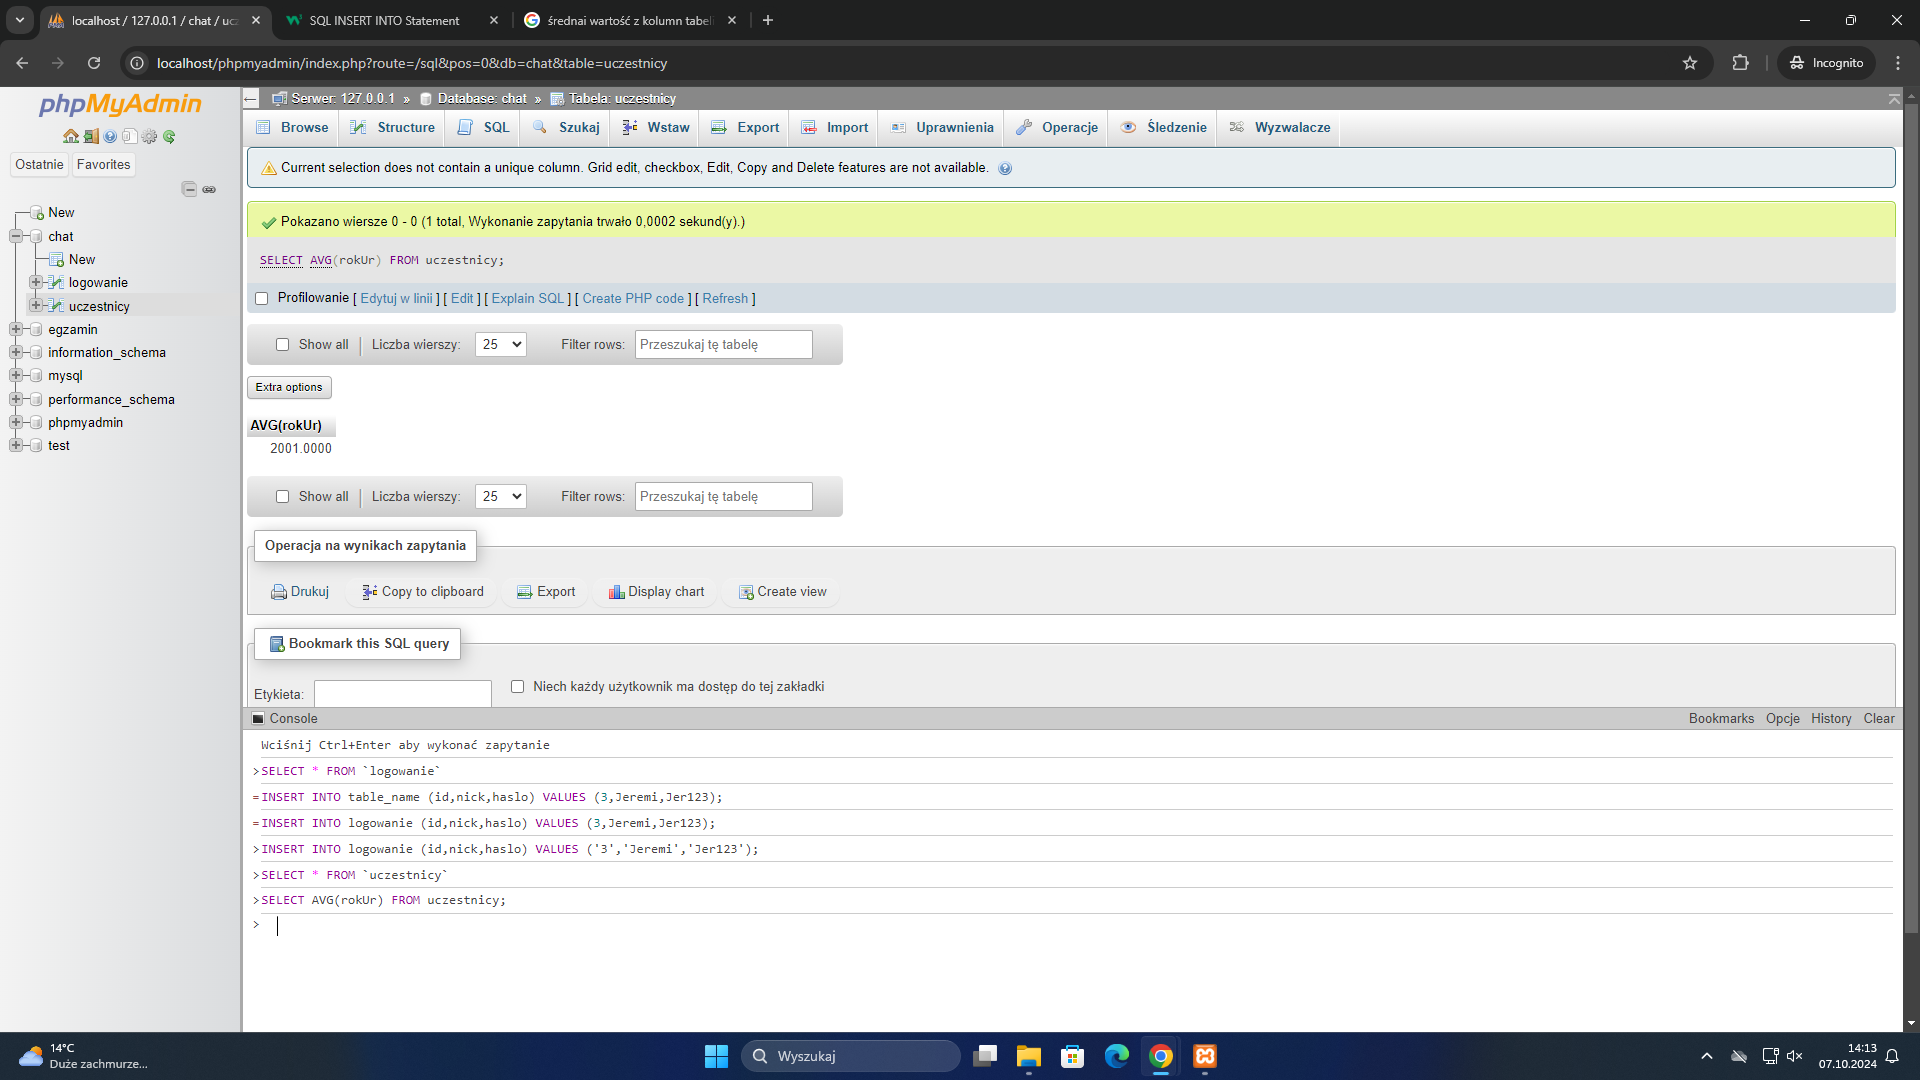 localhost / 127.0.0.1 / chat / uc
SQL INSERT INTO Statement
średnai wartość z kolumn tabeli
localhost/phpmyadmin/index.php?route=/sql&pos=0&db=chat&table=uczestnicy
Incognito
phpMyAdmin
Ostatnie
Favorites
New
chat
New
logowanie
uczestnicy
egzamin
information_schema
mysql
performance_schema
phpmyadmin
test
Serwer: 127.0.0.1 » Database: chat » Tabela: uczestnicy
Browse Structure SQL Szukaj Wstaw Export Import Uprawnienia Operacje Śledzenie Wyzwalacze
Current selection does not contain a unique column. Grid edit, checkbox, Edit, Copy and Delete features are not available.
Pokazano wiersze 0 - 0 (1 total, Wykonanie zapytania trwało 0,0002 sekund(y).)
SELECT AVG(rokUr) FROM uczestnicy;
Profilowanie [ Edytuj w linii ] [ Edit ] [ Explain SQL ] [ Create PHP code ] [ Refresh ]
Show all | Liczba wierszy: 25 Filter rows: Przeszukaj tę tabelę
Extra options
AVG(rokUr)
2001.0000
Show all | Liczba wierszy: 25 Filter rows: Przeszukaj tę tabelę
Operacja na wynikach zapytania
Drukuj Copy to clipboard Export Display chart Create view
Bookmark this SQL query
Etykieta: Niech każdy użytkownik ma dostęp do tej zakładki
Console Bookmarks Opcje History Clear
Wciśnij Ctrl+Enter aby wykonać zapytanie
>SELECT * FROM `logowanie`
=INSERT INTO table_name (id,nick,haslo) VALUES (3,Jeremi,Jer123);
=INSERT INTO logowanie (id,nick,haslo) VALUES (3,Jeremi,Jer123);
>INSERT INTO logowanie (id,nick,haslo) VALUES ('3','Jeremi','Jer123');
>SELECT * FROM `uczestnicy`
>SELECT AVG(rokUr) FROM uczestnicy;
>
14°C
Duże zachmurze...
Wyszukaj
14:13
07.10.2024